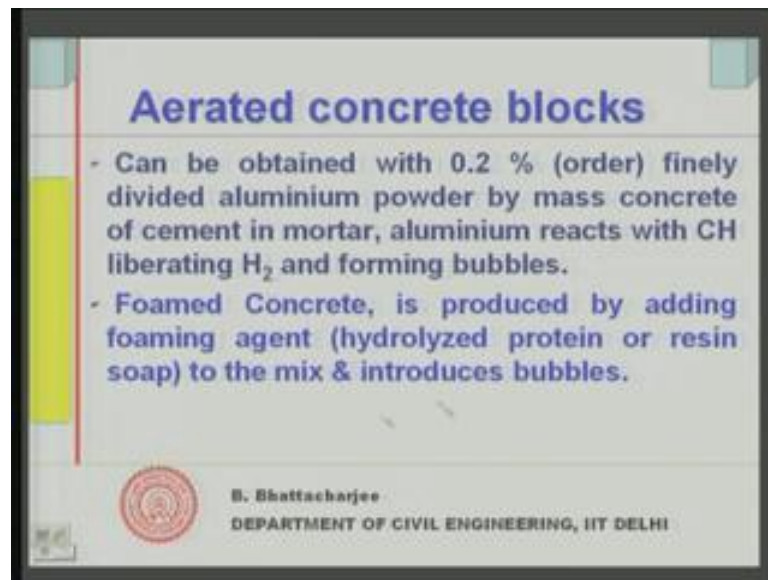 Aerated concrete blocks
- Can be obtained with 0.2 % (order) finely
divided aluminium powder by mass concrete
of cement in mortar, aluminium reacts with CH
liberating H₂ and forming bubbles.
- Foamed Concrete, is produced by adding
foaming agent (hydrolyzed protein or resin
soap) to the mix & introduces bubbles.
B. Bhattacharjee
DEPARTMENT OF CIVIL ENGINEERING, IIT DELHI